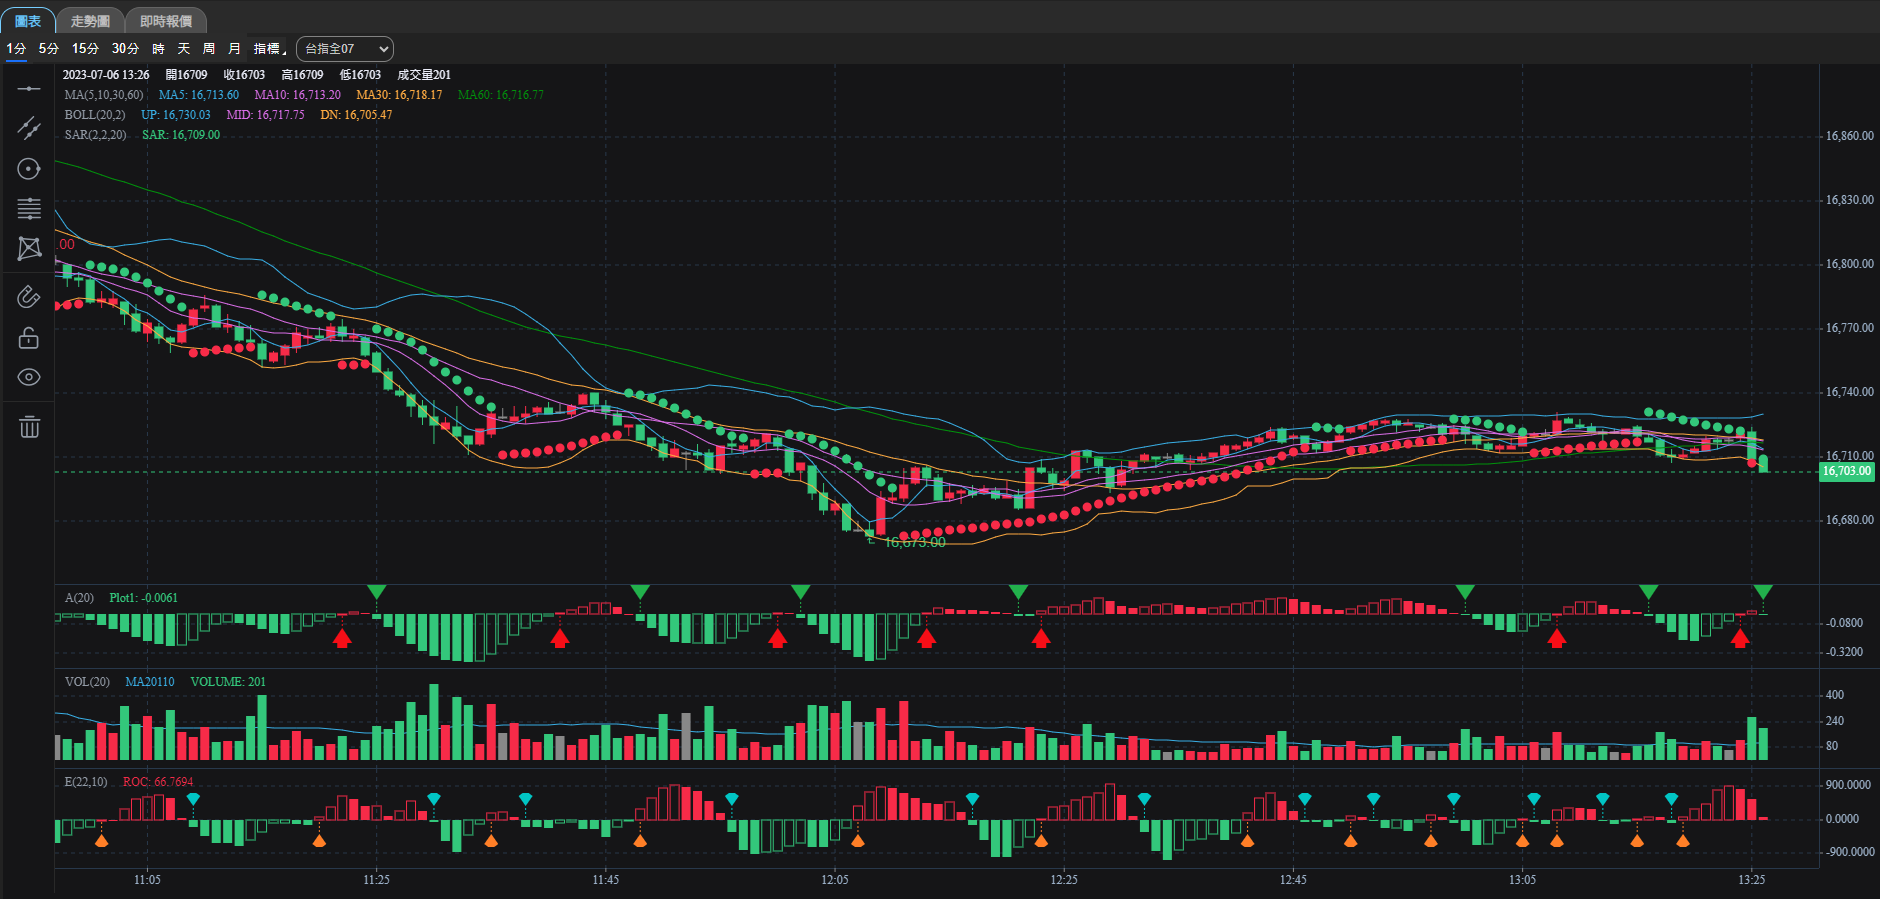 圖表 走勢圖 即時報價
1分 5分 15分 30分 時 天 周 月 指標 台指全07
2023-07-06 13:26 開16709 收16703 高16709 低16703 成交量201
MA(5,10,30,60) MA5: 16,713.60 MA10: 16,713.20 MA30: 16,718.17 MA60: 16,716.77
BOLL(20,2) UP: 16,730.03 MID: 16,717.75 DN: 16,705.47
SAR(2,2,20) SAR: 16,709.00
16,860.00
16,830.00
.00
16,800.00
16,770.00
16,740.00
16,710.00
16,703.00
16,680.00
16,673.00
A(20) Plot1: -0.0061
-0.0800
-0.3200
VOL(20) MA20110 VOLUME: 201
400
240
80
E(22,10) ROC: 66.7694
900.0000
0.0000
-900.0000
11:05 11:25 11:45 12:05 12:25 12:45 13:05 13:25